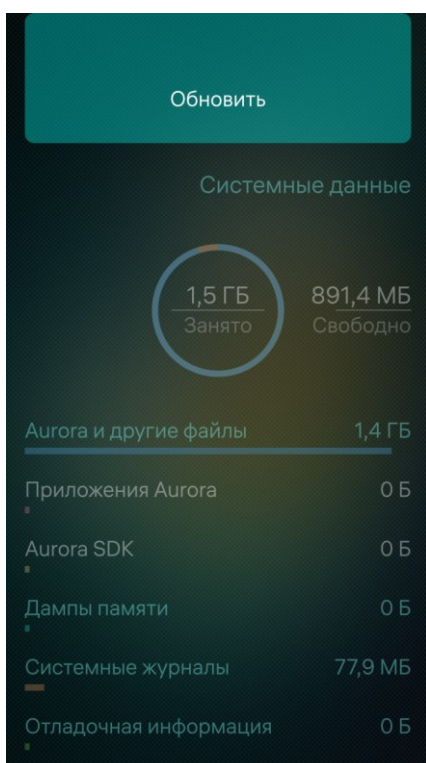 Обновить
Системные данные
1,5 ГБ 891,4 МБ
Занято Свободно
Aurora и другие файлы 1,4 ГБ
Приложения Aurora 0 Б
Aurora SDK 0 Б
Дампы памяти 0 Б
Системные журналы 77,9 МБ
Отладочная информация 0 Б